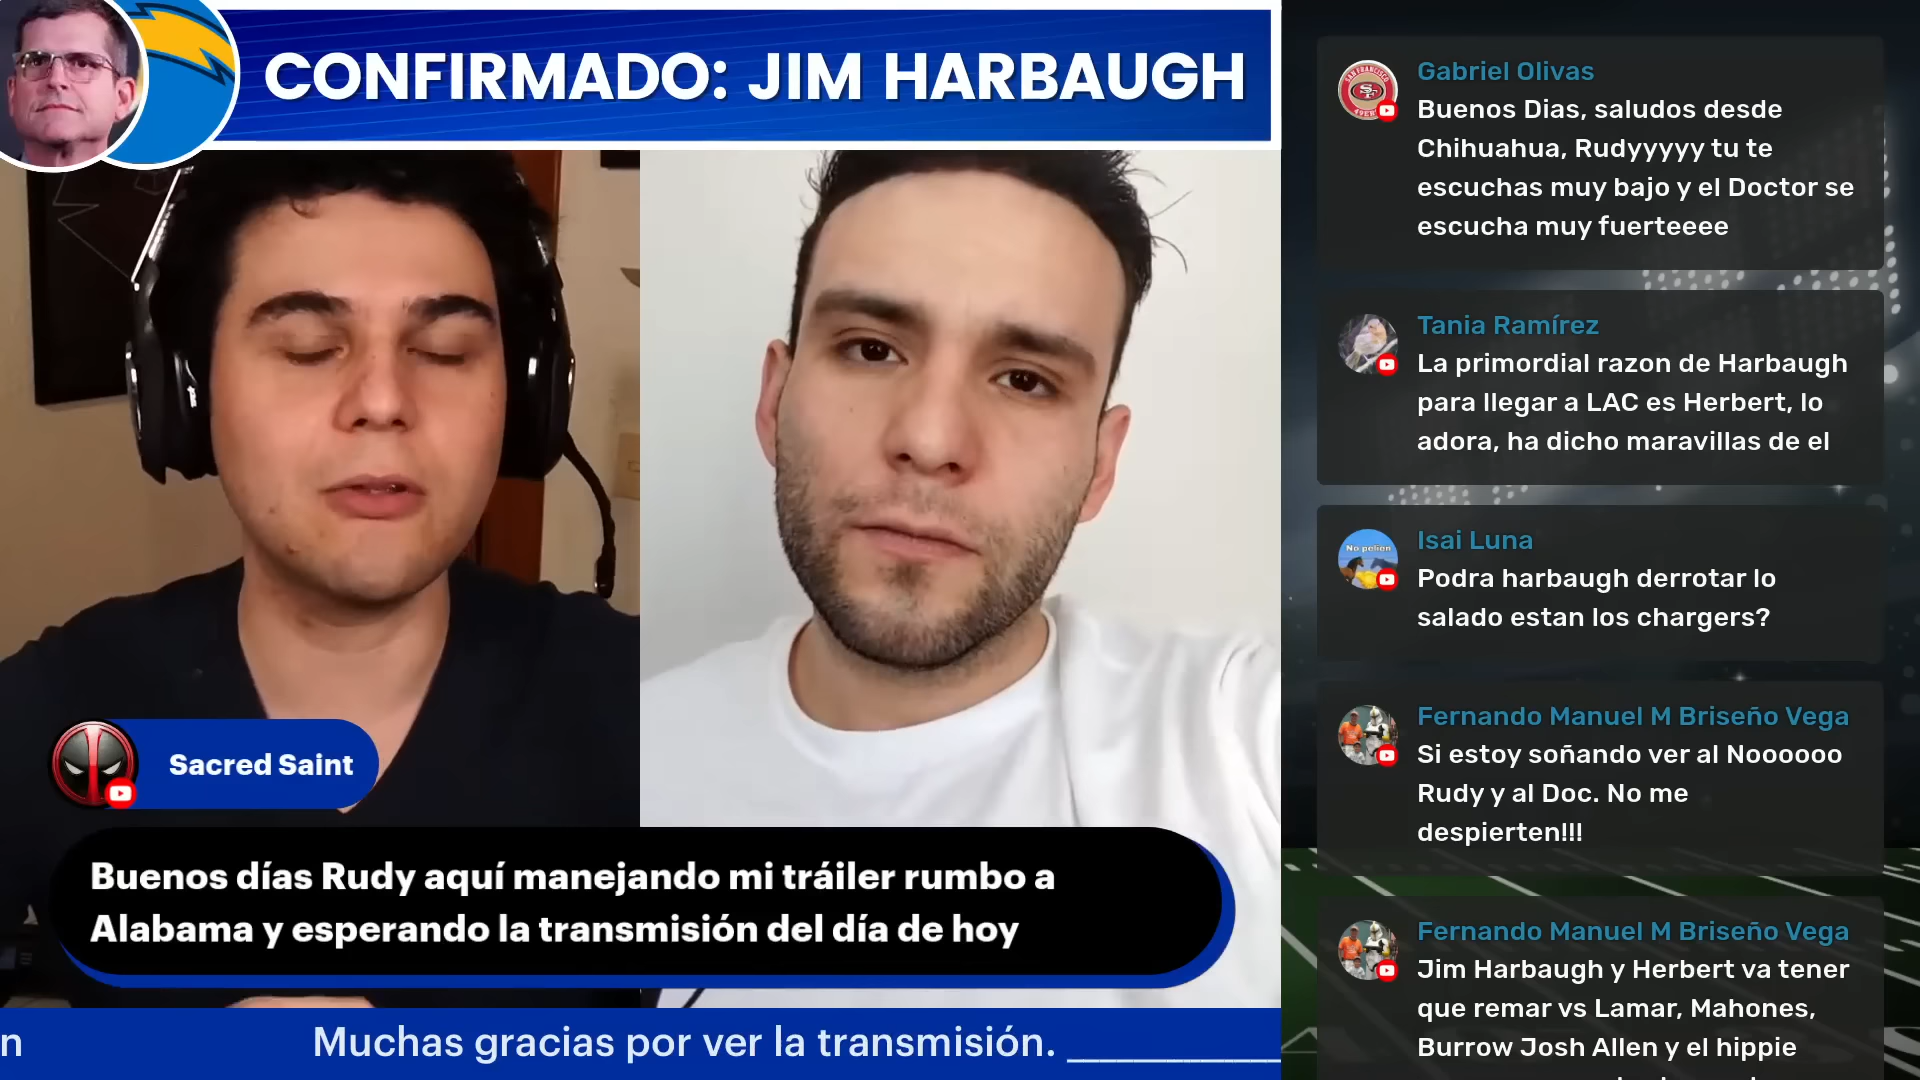 CONFIRMADO: JIM HARBAUGH
Sacred Saint
Buenos días Rudy aquí manejando mi tráiler rumbo a
Alabama y esperando la transmisión del día de hoy
n
Muchas gracias por ver la transmisión. ___________
Gabriel Olivas
Buenos Dias, saludos desde
Chihuahua, Rudyyyyy tu te
escuchas muy bajo y el Doctor se
escucha muy fuerteeee
Tania Ramírez
La primordial razon de Harbaugh
para llegar a LAC es Herbert, lo
adora, ha dicho maravillas de el
No pelien
Isai Luna
Podra harbaugh derrotar lo
salado estan los chargers?
Fernando Manuel M Briseño Vega
Si estoy soñando ver al Noooooo
Rudy y al Doc. No me
despierten!!!
Fernando Manuel M Briseño Vega
Jim Harbaugh y Herbert va tener
que remar vs Lamar, Mahones,
Burrow Josh Allen y el hippie